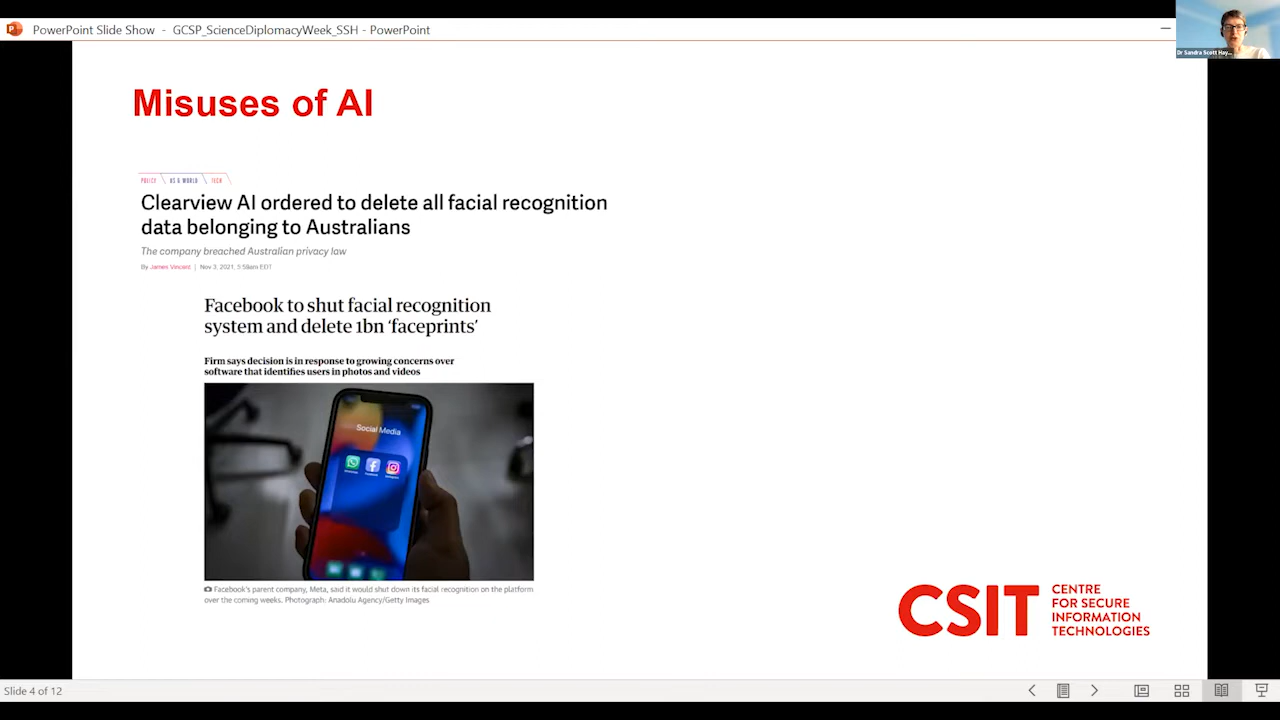 PowerPoint Slide Show - GCSP_ScienceDiplomacyWeek_SSH - PowerPoint
Dr Sandra Scott Hay...
Misuses of AI
POLICY US & WORLD TECH
Clearview AI ordered to delete all facial recognition
data belonging to Australians
The company breached Australian privacy law
By James Vincent | Nov 3, 2021, 5:58am EDT
Facebook to shut facial recognition
system and delete 1bn ‘faceprints’
Firm says decision is in response to growing concerns over
software that identifies users in photos and videos
Social Media
Facebook's parent company, Meta, said it would shut down its facial recognition on the platform
over the coming weeks. Photograph: Anadolu Agency/Getty Images
CSIT
CENTRE
FOR SECURE
INFORMATION
TECHNOLOGIES
Slide 4 of 12